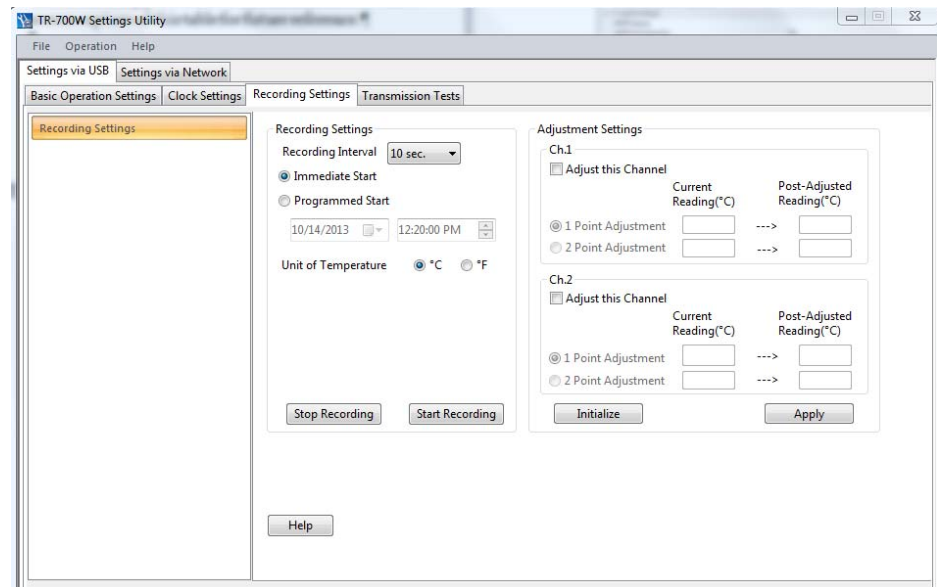 TR-700W Settings Utility
File Operation Help
Settings via USB Settings via Network
Basic Operation Settings Clock Settings Recording Settings Transmission Tests
Recording Settings
Recording Settings
Recording Interval 10 sec.
Immediate Start
Programmed Start
10/14/2013 12:20:00 PM
Unit of Temperature °C °F
Stop Recording Start Recording
Adjustment Settings
Ch.1
Adjust this Channel
Current Reading(°C) Post-Adjusted Reading(°C)
1 Point Adjustment --->
2 Point Adjustment --->
Ch.2
Adjust this Channel
Current Reading(°C) Post-Adjusted Reading(°C)
1 Point Adjustment --->
2 Point Adjustment --->
Initialize Apply
Help